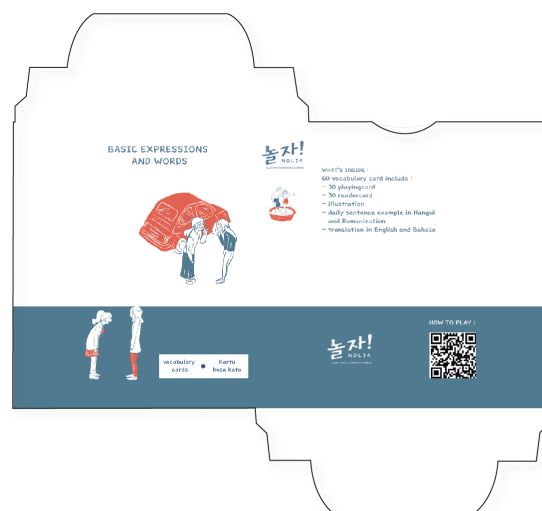 BASIC EXPRESSIONS
AND WORDS
놀자!
NOLJA
WHAT'S INSIDE :
60 vocabulary card include :
- 30 playingcard
- 30 readercard
- illustration
- daily sentence example in Hangul
and Romanization
- translation in English and Bahasa
vocabulary
cards
Kartu
kosa kata
놀자!
NOLJA
HOW TO PLAY :